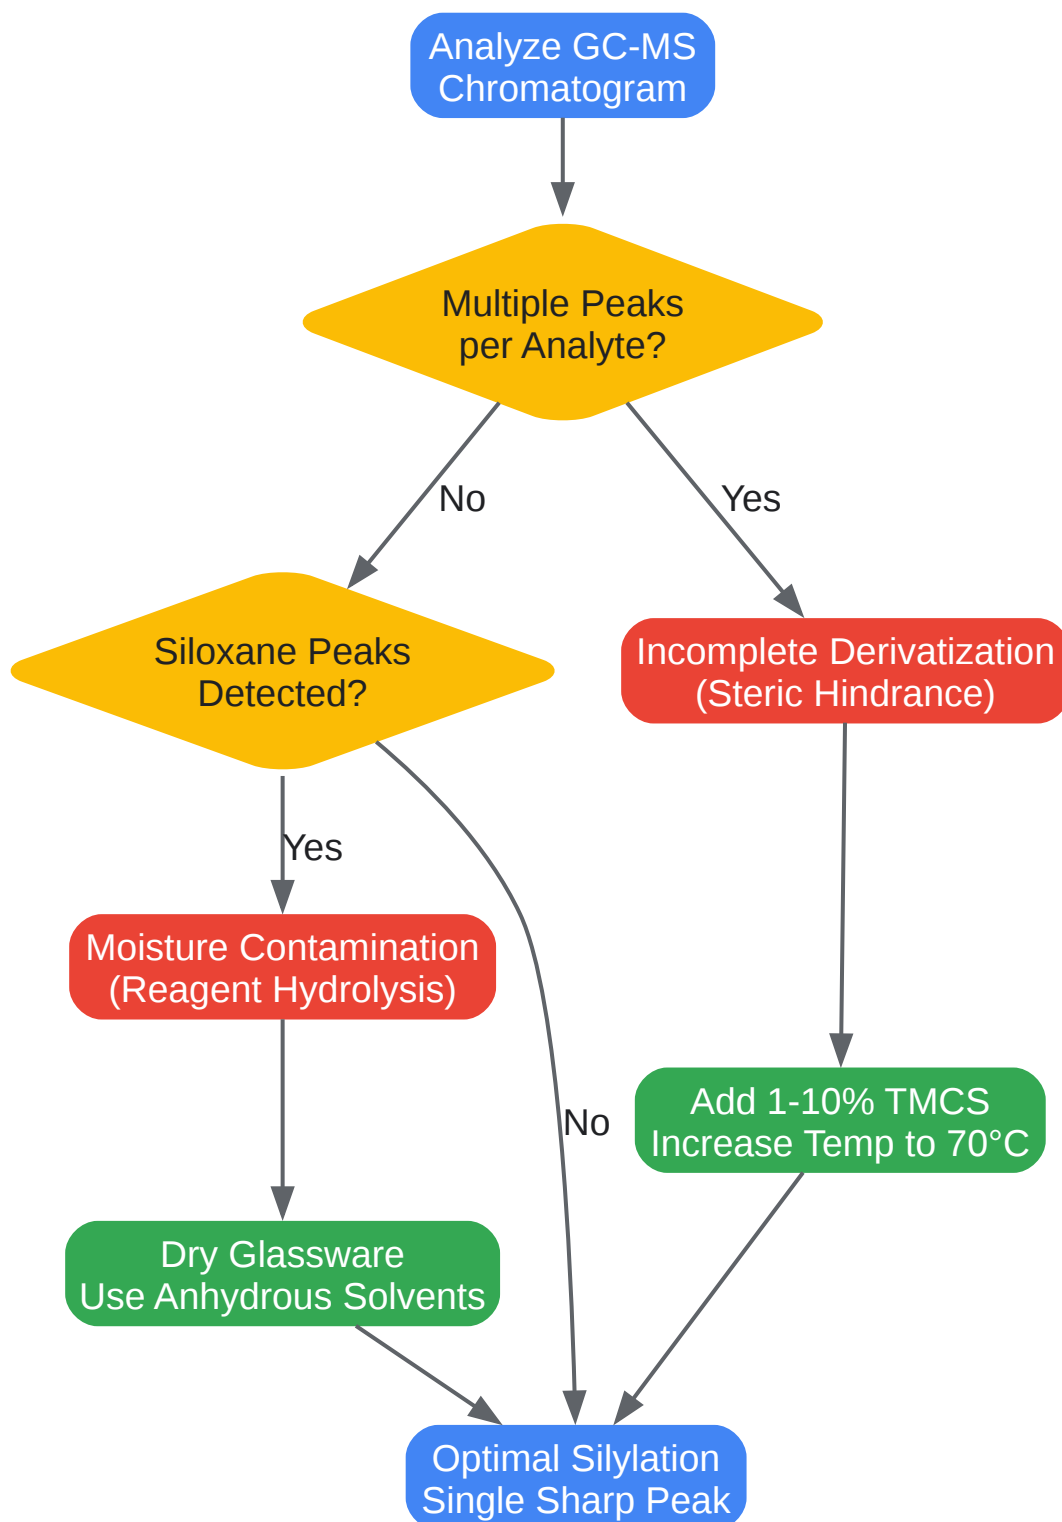 Analyze GC-MS
Chromatogram
Multiple Peaks
per Analyte?
No
Yes
Siloxane Peaks
Detected?
Incomplete Derivatization
(Steric Hindrance)
Yes
Moisture Contamination
(Reagent Hydrolysis)
No
Add 1-10% TMCS
Increase Temp to 70°C
Dry Glassware
Use Anhydrous Solvents
Optimal Silylation
Single Sharp Peak